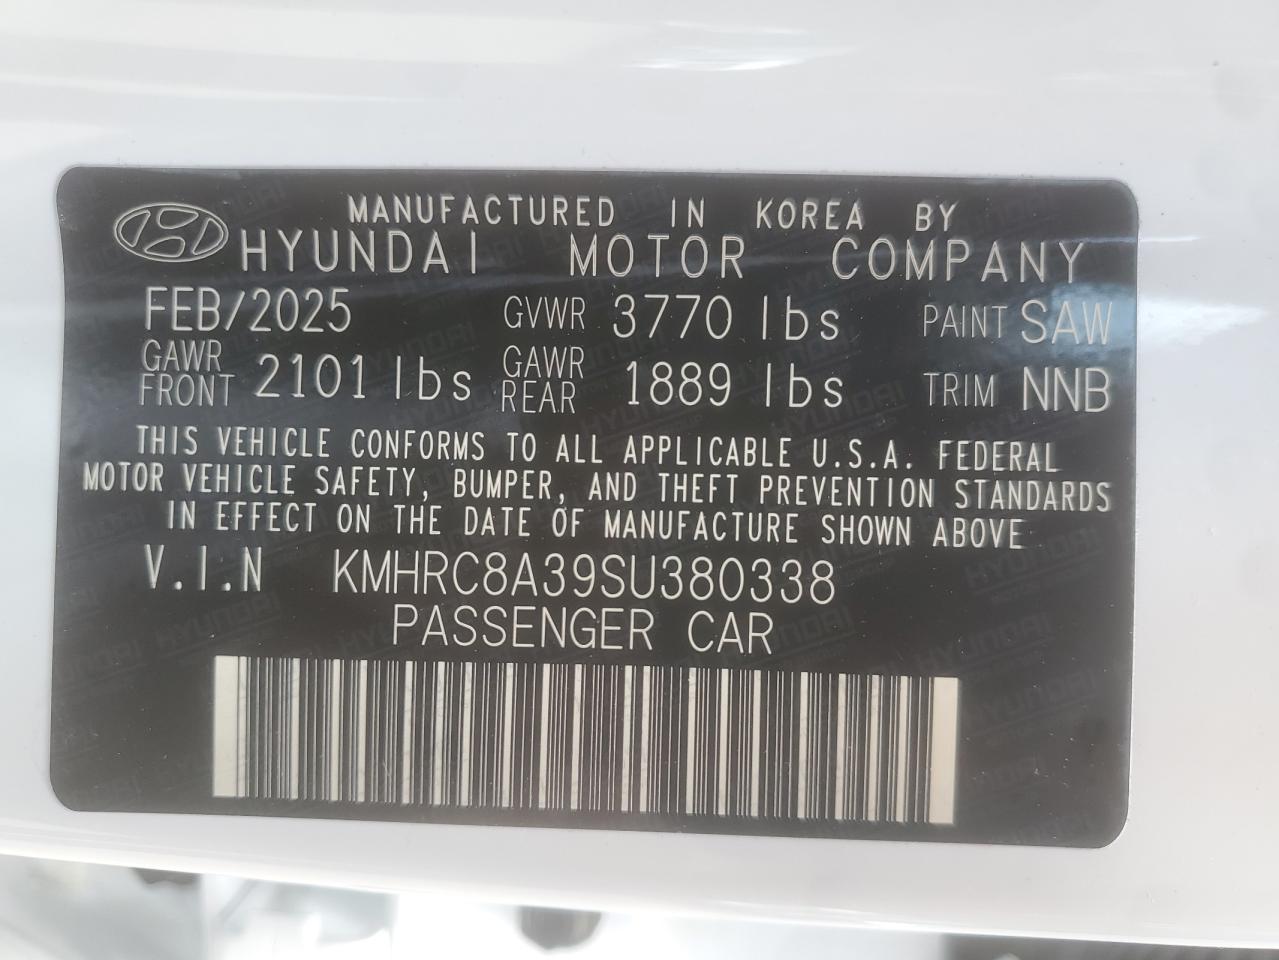 MANUFACTURED IN KOREA BY
HYUNDAI MOTOR COMPANY
FEB/2025 GVWR 3770 lbs PAINT SAW
GAWR FRONT 2101 lbs GAWR REAR 1889 lbs TRIM NNB
THIS VEHICLE CONFORMS TO ALL APPLICABLE U.S.A. FEDERAL
MOTOR VEHICLE SAFETY, BUMPER, AND THEFT PREVENTION STANDARDS
IN EFFECT ON THE DATE OF MANUFACTURE SHOWN ABOVE
V.I.N KMHRC8A39SU380338
PASSENGER CAR